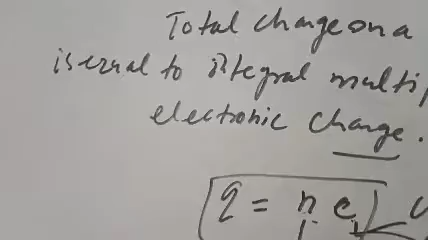 Total charge on a
is equal to integral multi
electronic charge.
q = n e